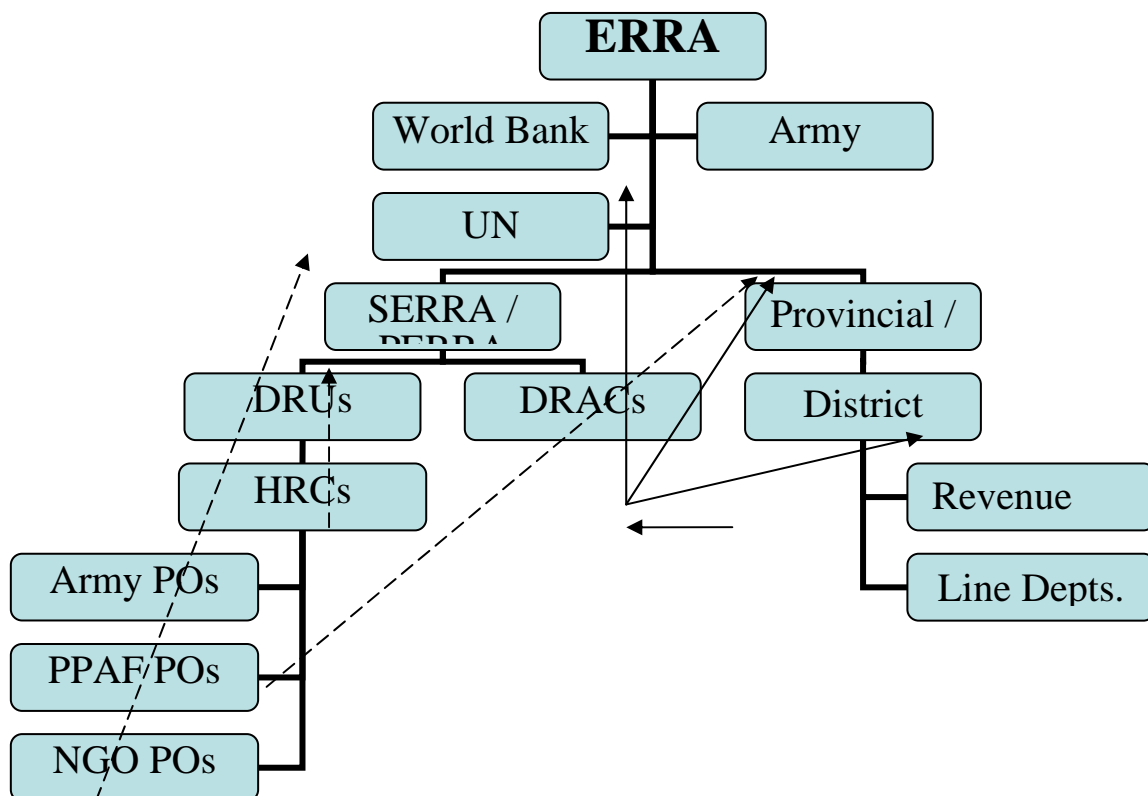 ERRA
World Bank
Army
UN
SERRA /
PERRA
Provincial /
DRUs
DRACs
District
HRCs
Revenue
Army POs
Line Depts.
PPAF POs
NGO POs